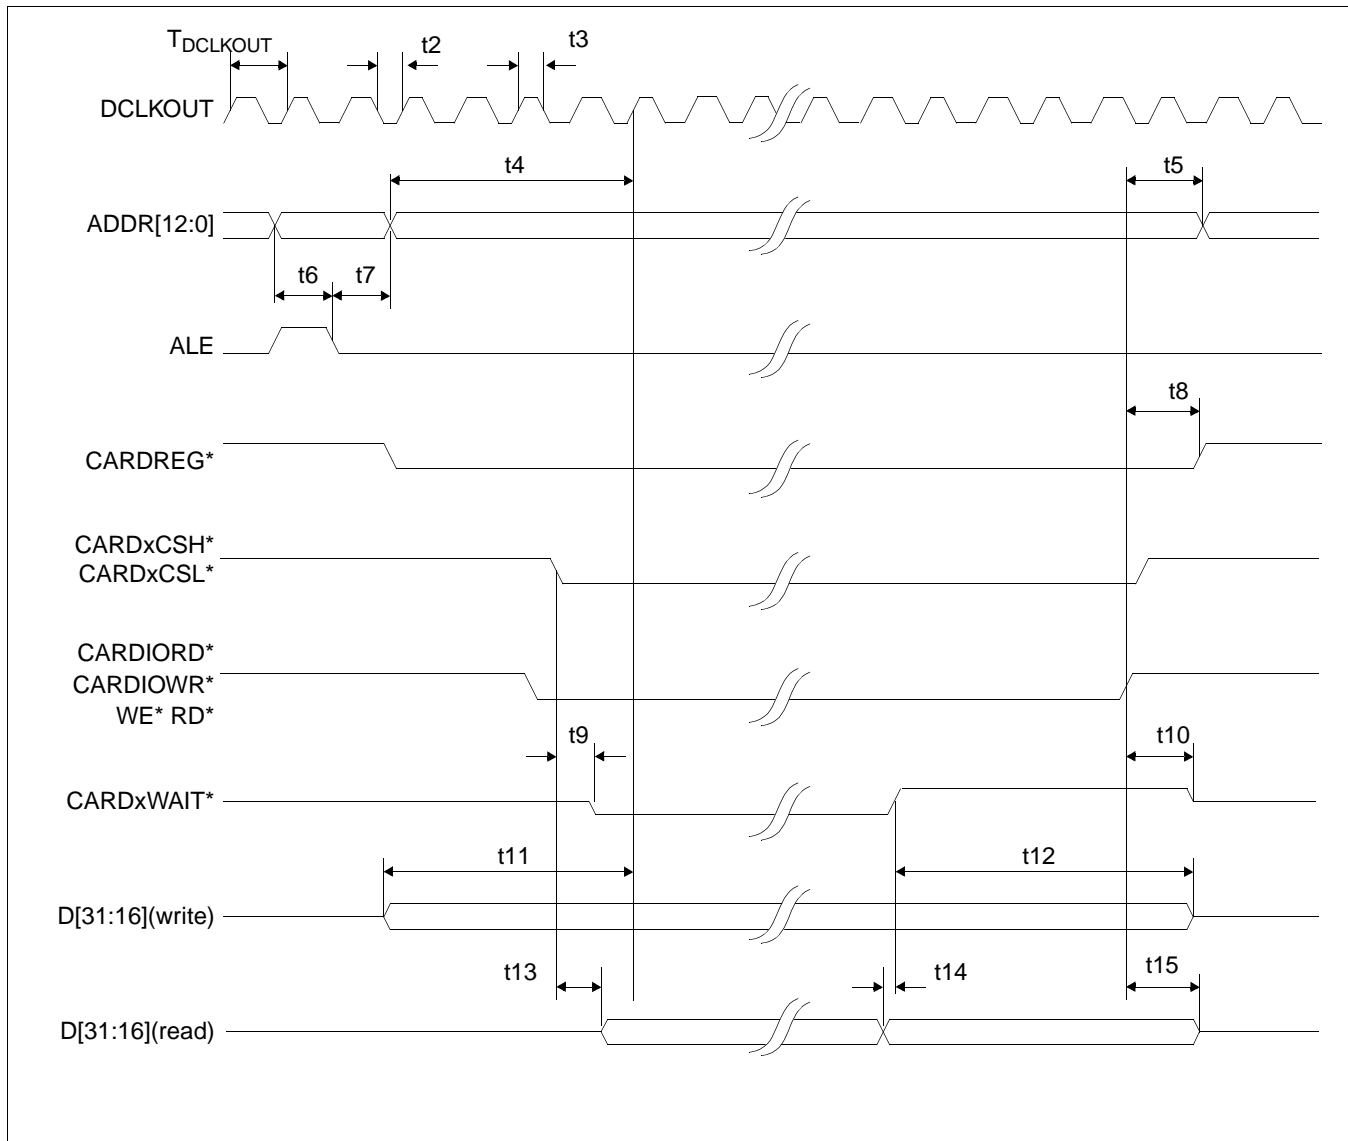 TDCLKOUT
t2
t3
DCLKOUT
t4
t5
ADDR[12:0]
t6
t7
ALE
t8
CARDREG*
CARDxCSH*
CARDxCSL*
CARDIORD*
CARDIOWR*
WE* RD*
t9
t10
CARDxWAIT*
t11
t12
D[31:16](write)
t13
t14
t15
D[31:16](read)